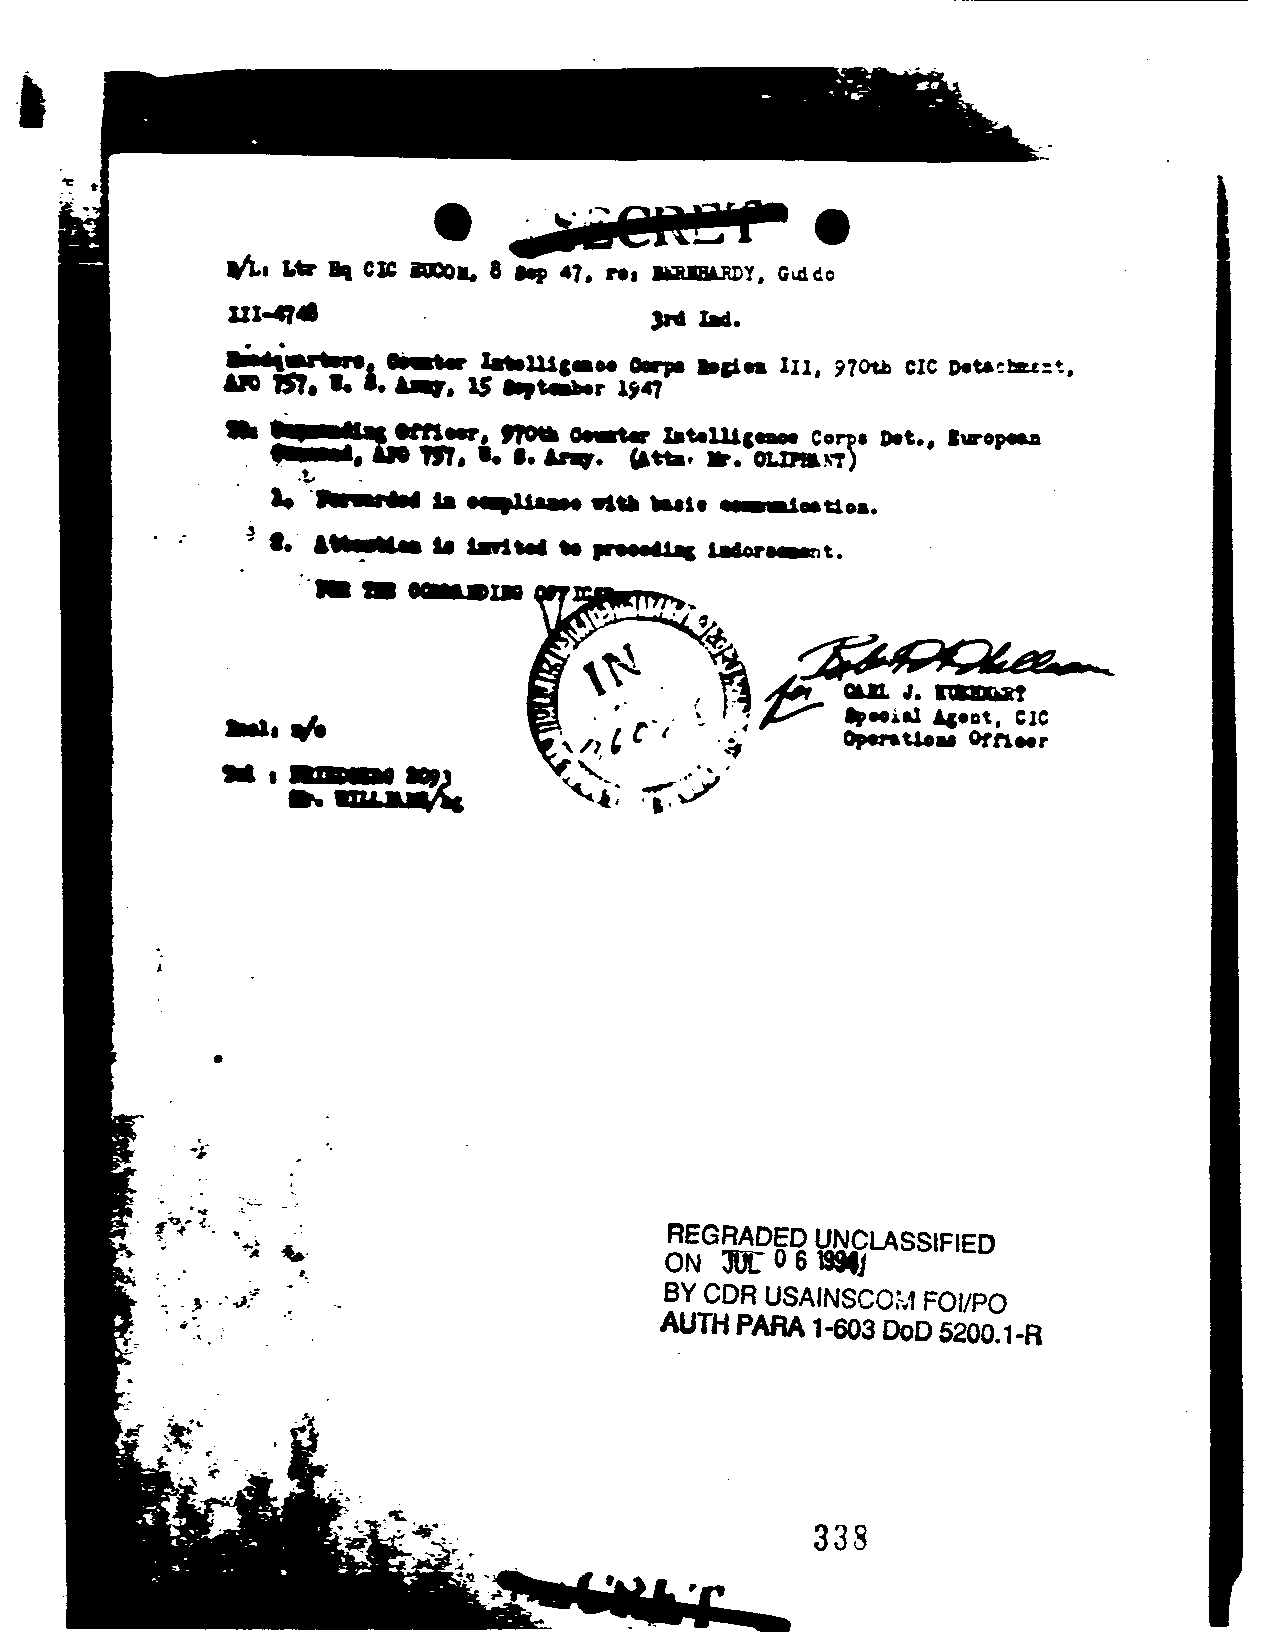 SECRET
B/L: Ltr Hq CIC EUCOM, 8 Sep 47, re: BERNHARDY, Guido
III-4748
3rd Ind.
Headquarters, Counter Intelligence Corps Region III, 970th CIC Detachment,
APO 757, U. S. Army, 15 September 1947
TO: Commanding Officer, 970th Counter Intelligence Corps Det., European
Command, APO 757, U. S. Army. (Attn: Mr. OLIPHANT)
1. Forwarded in compliance with basic communication.
2. Attention is invited to preceding indorsement.
FOR THE COMMANDING OFFICER
IN
for
CARL J.
Special Agent, CIC
Operations Officer
Incl: n/c
Tel : FRIEDBERG 2093
Mr. WILLIAMS/hg
REGRADED UNCLASSIFIED
ON JUL 06 1994
BY CDR USAINSCOM FOI/PO
AUTH PARA 1-603 DoD 5200.1-R
338
SECRET